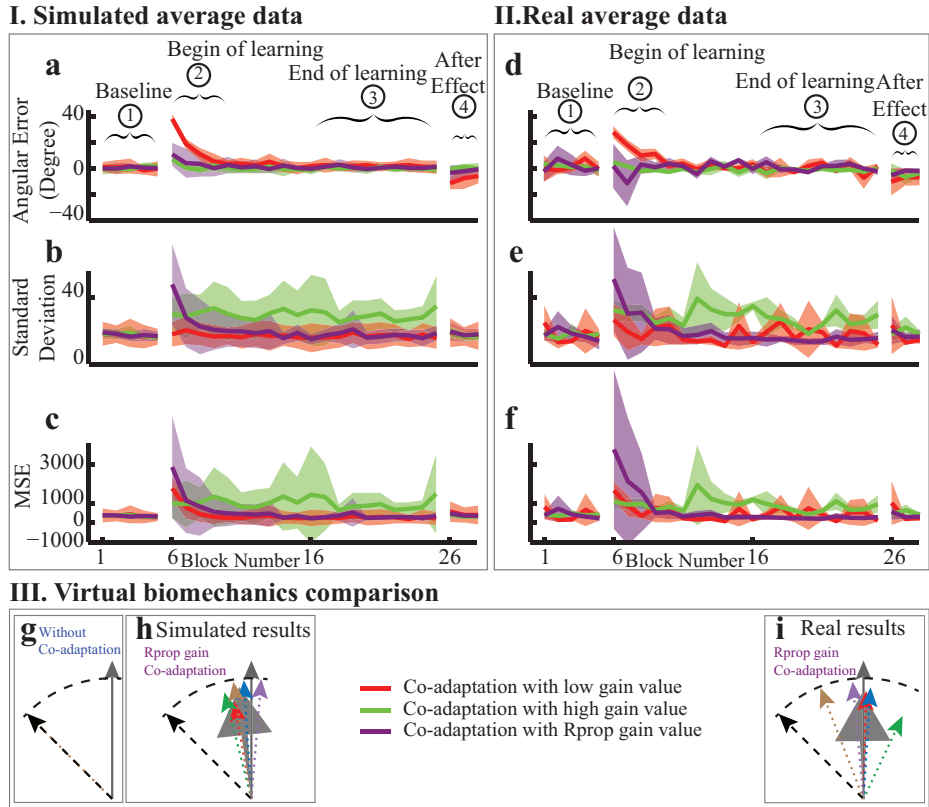 I. Simulated average data
II.Real average data
a
Begin of learning
2
Baseline
1
End of learning
3
After
Effect
4
Angular Error
(Degree)
40
0
−40
d
Begin of learning
2
Baseline
1
End of learning
3
After
Effect
4
b
Standard
Deviation
40
0
e
c
MSE
3000
1000
0
−1000
f
1
6
Block Number
16
26
1
6
Block Number
16
26
III. Virtual biomechanics comparison
g
Without
Co-adaptation
h
Simulated results
Rprop gain
Co-adaptation
Co-adaptation with low gain value
Co-adaptation with high gain value
Co-adaptation with Rprop gain value
i
Real results
Rprop gain
Co-adaptation